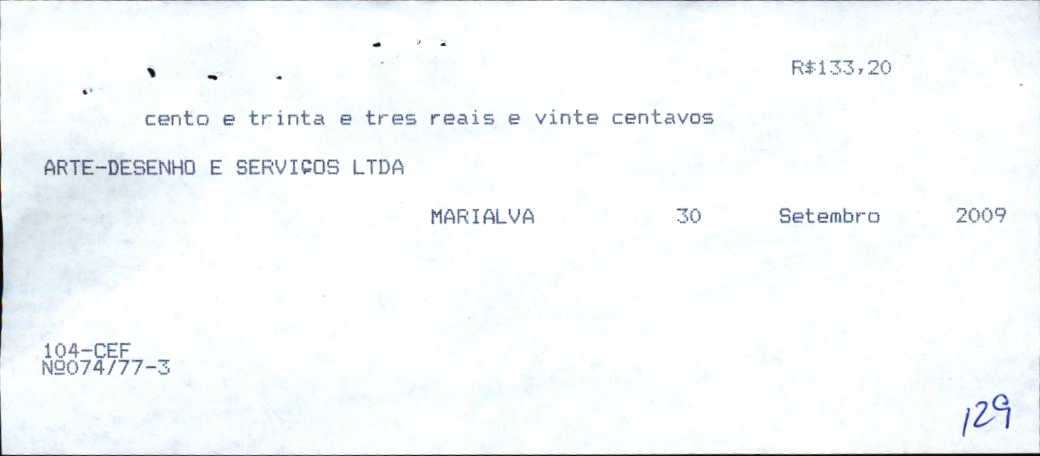 R$133,20
cento e trinta e tres reais e vinte centavos
ARTE-DESENHO E SERVIÇOS LTDA
MARIALVA 30 Setembro 2009
104-CEF
Nº074/77-3
129